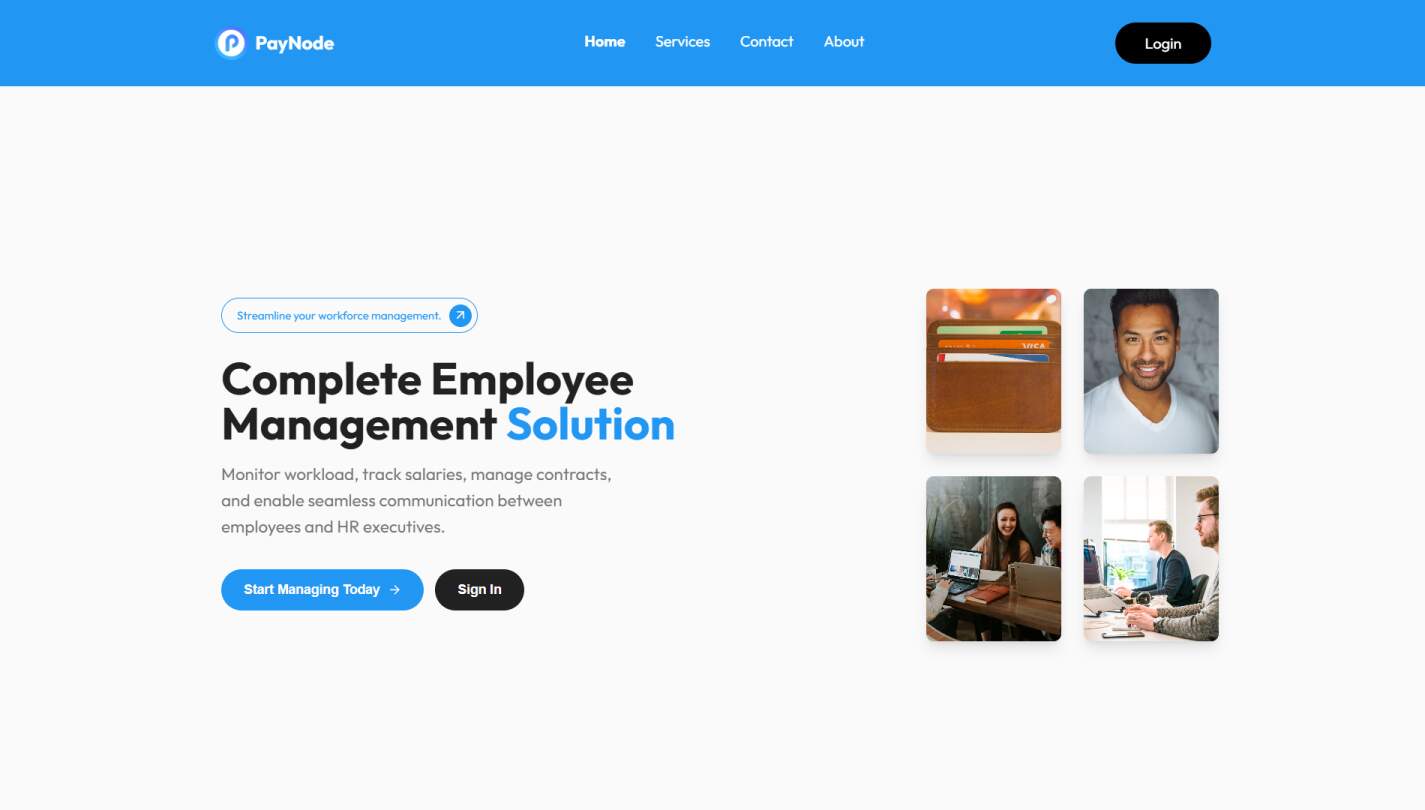 PayNode
Home
Services
Contact
About
Login
Streamline your workforce management.
Complete Employee
Management Solution
Monitor workload, track salaries, manage contracts,
and enable seamless communication between
employees and HR executives.
Start Managing Today →
Sign In
VISA